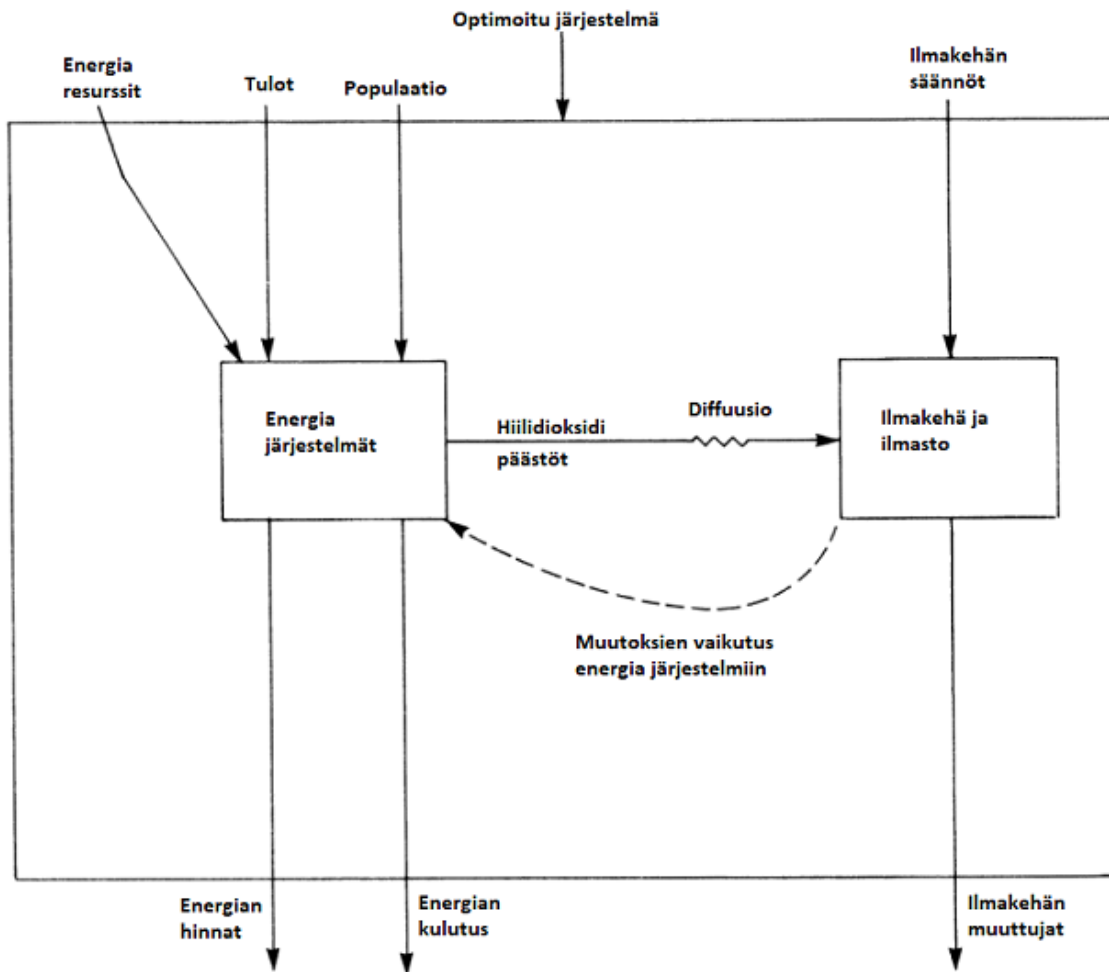 Optimoitu järjestelmä
Energia
resurssit
Tulot
Populaatio
Ilmakehän
säännöt
Energia
järjestelmät
Hiilidioksidi
päästöt
Diffuusio
Ilmakehä ja
ilmasto
Muutoksien vaikutus
energia järjestelmiin
Energian
hinnat
Energian
kulutus
Ilmakehän
muuttujat